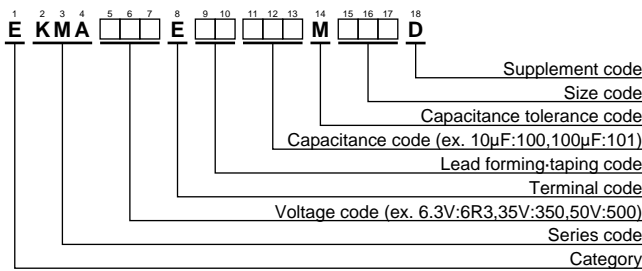 1 2 3 4 5 6 7 8 9 10 11 12 13 14 15 16 17 18
E KMA E M D
Supplement code
Size code
Capacitance tolerance code
Capacitance code (ex. 10μF:100,100μF:101)
Lead forming·taping code
Terminal code
Voltage code (ex. 6.3V:6R3,35V:350,50V:500)
Series code
Category